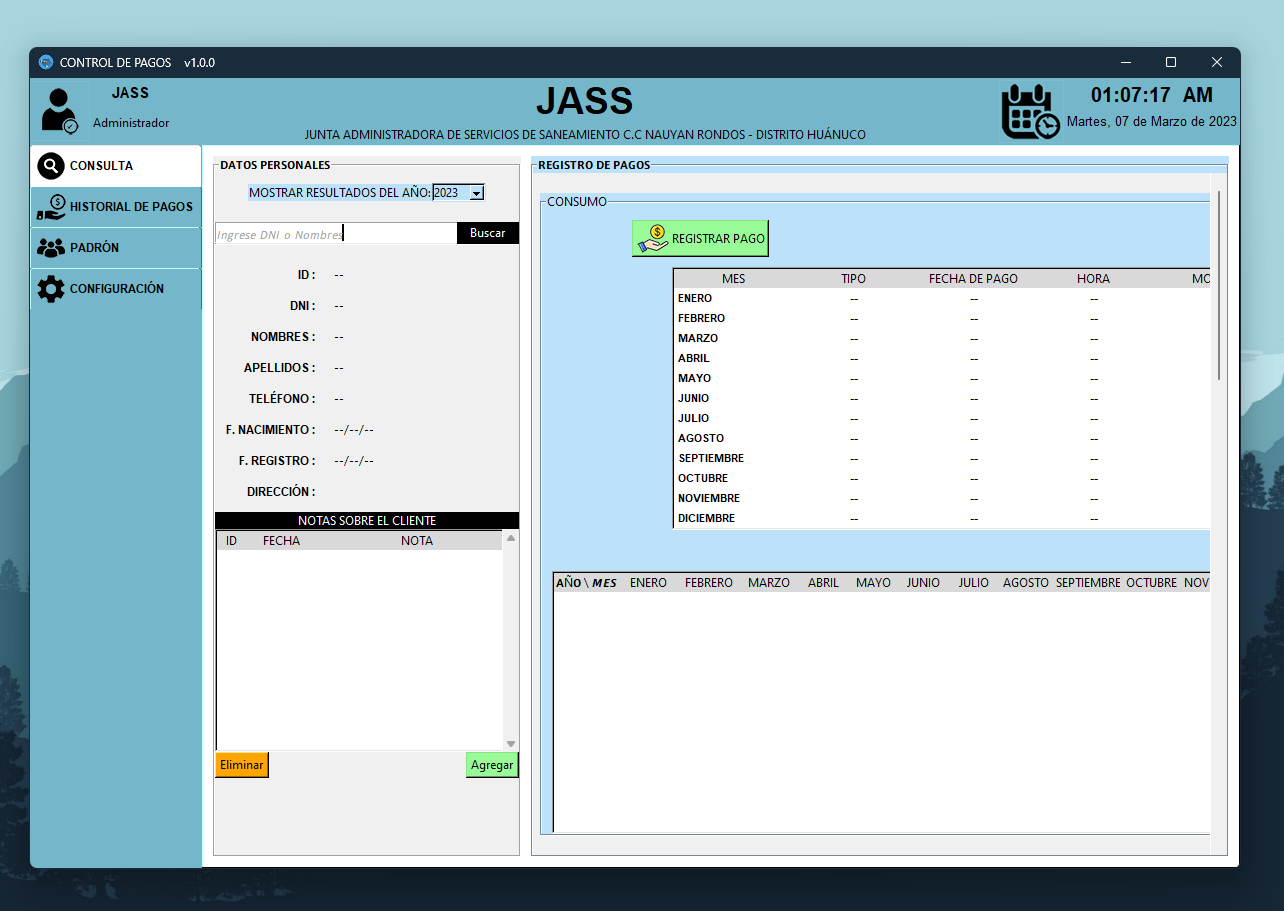 CONTROL DE PAGOS v1.0.0
JASS
Administrador
JASS
JUNTA ADMINISTRADORA DE SERVICIOS DE SANEAMIENTO C.C NAUYAN RONDOS - DISTRITO HUÁNUCO
01:07:17 AM
Martes, 07 de Marzo de 2023
CONSULTA
HISTORIAL DE PAGOS
PADRÓN
CONFIGURACIÓN
DATOS PERSONALES
MOSTRAR RESULTADOS DEL AÑO: 2023
Ingrese DNI o Nombres Buscar
ID : --
DNI : --
NOMBRES : --
APELLIDOS : --
TELÉFONO : --
F. NACIMIENTO : --/--/--
F. REGISTRO : --/--/--
DIRECCIÓN :
NOTAS SOBRE EL CLIENTE
ID FECHA NOTA
Eliminar Agregar
REGISTRO DE PAGOS
CONSUMO
REGISTRAR PAGO
MES TIPO FECHA DE PAGO HORA MO
ENERO -- -- --
FEBRERO -- -- --
MARZO -- -- --
ABRIL -- -- --
MAYO -- -- --
JUNIO -- -- --
JULIO -- -- --
AGOSTO -- -- --
SEPTIEMBRE -- -- --
OCTUBRE -- -- --
NOVIEMBRE -- -- --
DICIEMBRE -- -- --
AÑO \ MES ENERO FEBRERO MARZO ABRIL MAYO JUNIO JULIO AGOSTO SEPTIEMBRE OCTUBRE NOV